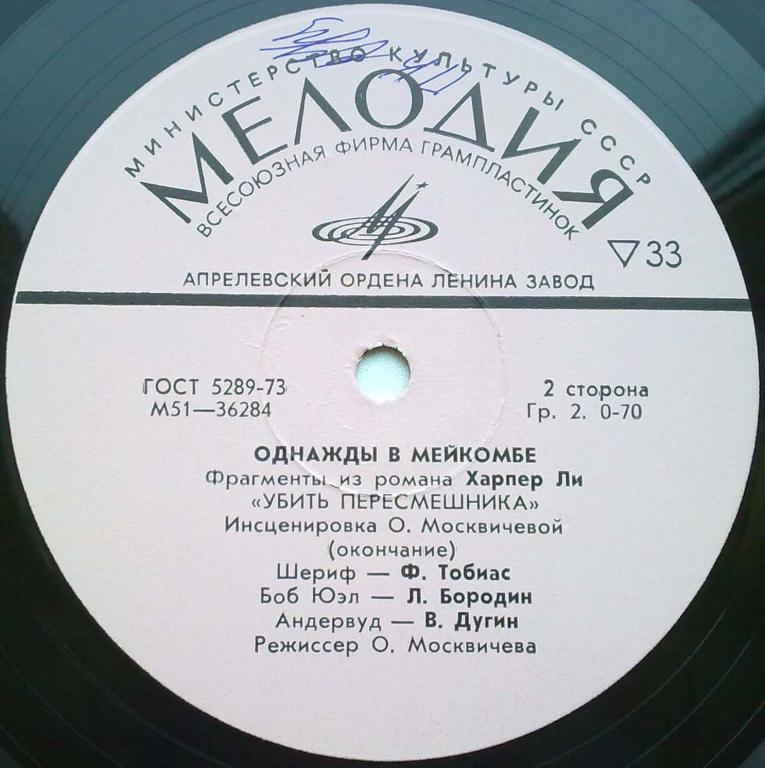 МИНИСТЕРСТВО КУЛЬТУРЫ СССР
МЕЛОДИЯ
ВСЕСОЮЗНАЯ ФИРМА ГРАМПЛАСТИНОК
▽33
АПРЕЛЕВСКИЙ ОРДЕНА ЛЕНИНА ЗАВОД
ГОСТ 5289-73
М51—36284
2 сторона
Гр. 2. 0-70
ОДНАЖДЫ В МЕЙКОМБЕ
Фрагменты из романа Харпер Ли
«УБИТЬ ПЕРЕСМЕШНИКА»
Инсценировка О. Москвичевой
(окончание)
Шериф — Ф. Тобиас
Боб Юэл — Л. Бородин
Андервуд — В. Дугин
Режиссер О. Москвичева